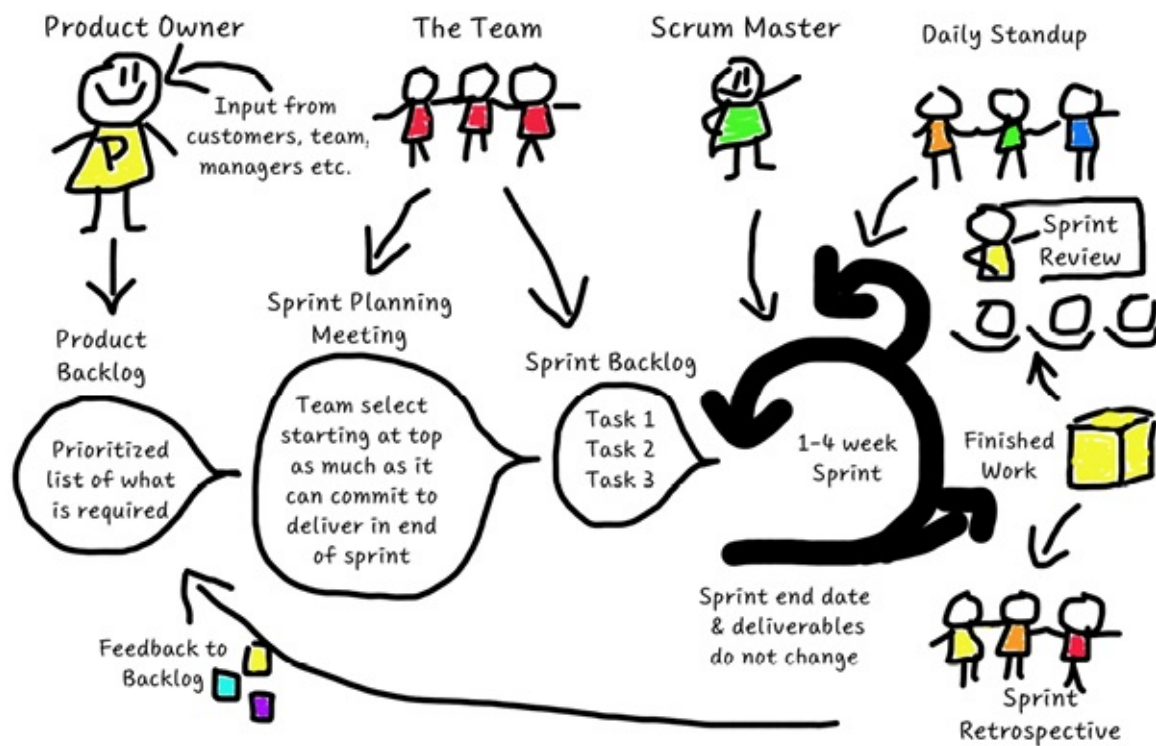 Product Owner
The Team
Scrum Master
Daily Standup
Input from
customers, team,
managers etc.
P
Sprint
Review
Sprint Planning
Meeting
Product
Backlog
Sprint Backlog
Prioritized
list of what
is required
Team select
starting at top
as much as it
can commit to
deliver in end
of sprint
Task 1
Task 2
Task 3
1-4 week
Sprint
Finished
Work
Sprint end date
& deliverables
do not change
Feedback to
Backlog
Sprint
Retrospective